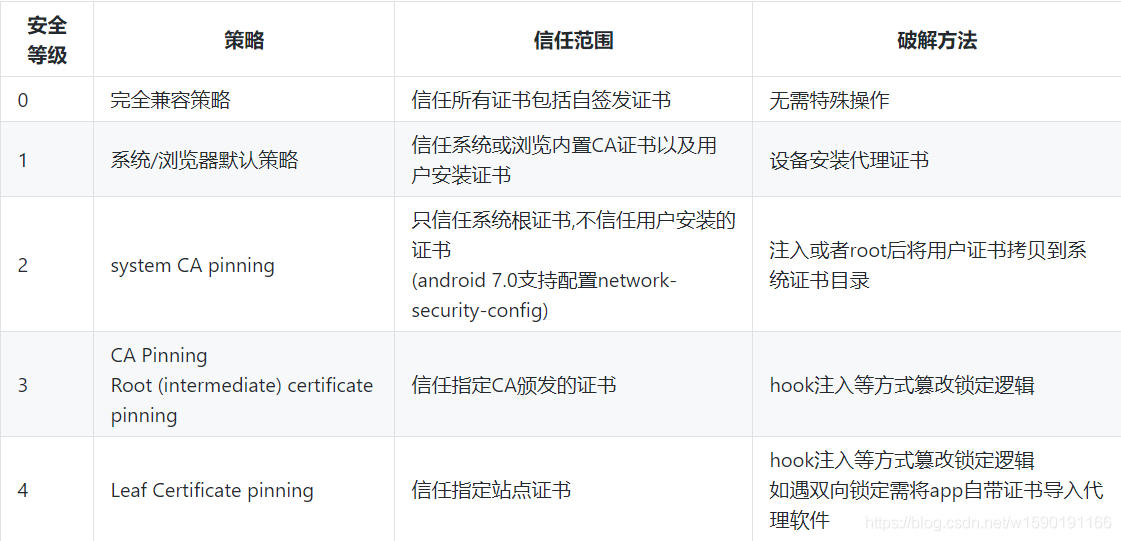 安全
等级
策略
信任范围
破解方法
0
完全兼容策略
信任所有证书包括自签发证书
无需特殊操作
1
系统/浏览器默认策略
信任系统或浏览内置CA证书以及用
户安装证书
设备安装代理证书
2
system CA pinning
只信任系统根证书,不信任用户安装的
证书
(android 7.0支持配置network-
security-config)
注入或者root后将用户证书拷贝到系
统证书目录
3
CA Pinning
Root (intermediate) certificate
pinning
信任指定CA颁发的证书
hook注入等方式篡改锁定逻辑
4
Leaf Certificate pinning
信任指定站点证书
hook注入等方式篡改锁定逻辑
如遇双向锁定需将app自带证书导入代
理软件
https://blog.csdn.net/w1590191166